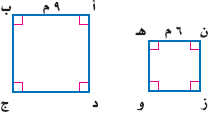 أ ٩ م ب
ن ٦ م هـ
د ج
ز و